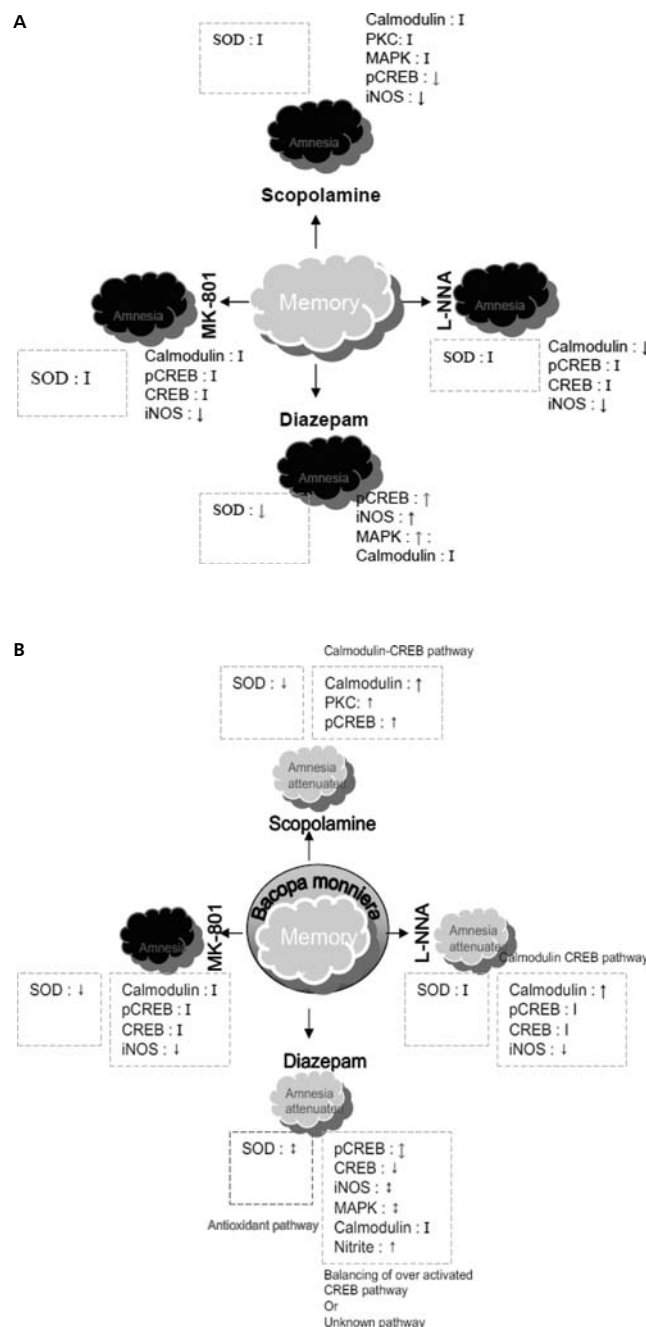 A
SOD : I
Calmodulin : I
PKC: I
MAPK : I
pCREB : ↓
iNOS : ↓
Amnesia
Scopolamine
Amnesia
MK-801
Memory
L-NNA
Amnesia
SOD : I
Calmodulin : I
pCREB : I
CREB : I
iNOS : ↓
SOD : I
Calmodulin : ↓
pCREB : I
CREB : I
iNOS : ↓
Diazepam
Amnesia
SOD : ↓
pCREB : ↑
iNOS : ↑
MAPK : ↑ :
Calmodulin : I
B
Calmodulin-CREB pathway
SOD : ↓
Calmodulin : ↑
PKC: ↑
pCREB : ↑
Amnesia
attenuated
Scopolamine
Bacopa monniera
Memory
Amnesia
MK-801
L-NNA
Amnesia
attenuated
Calmodulin CREB pathway
SOD : ↓
Calmodulin : I
pCREB : I
CREB : I
iNOS : ↓
SOD : I
Calmodulin : ↑
pCREB : I
CREB : I
iNOS : ↓
Diazepam
Amnesia
attenuated
SOD : ↕
Antioxidant pathway
pCREB : ↕
CREB : ↓
iNOS : ↕
MAPK : ↕
Calmodulin : I
Nitrite : ↑
Balancing of over activated
CREB pathway
Or
Unknown pathway